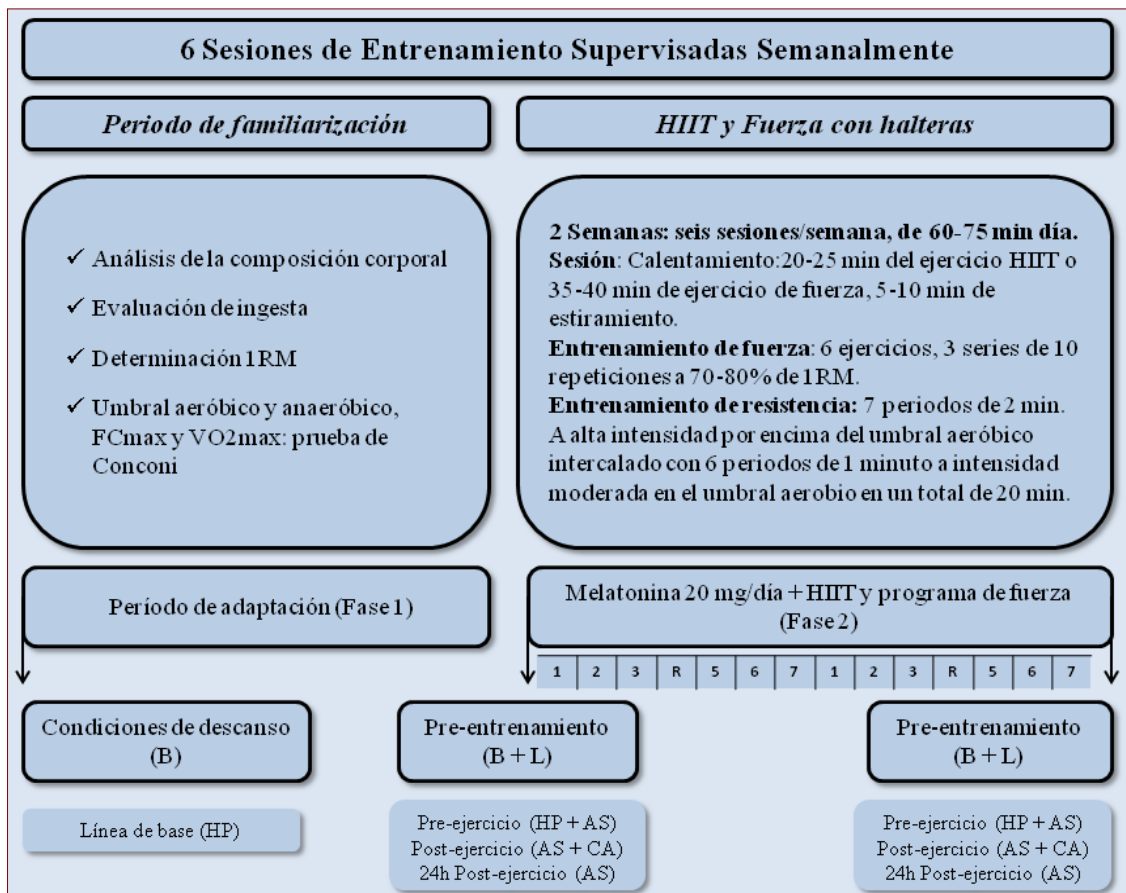 6 Sesiones de Entrenamiento Supervisadas Semanalmente
Periodo de familiarización
HIIT y Fuerza con halteras
✓ Análisis de la composición corporal
✓ Evaluación de ingesta
✓ Determinación 1RM
✓ Umbral aeróbico y anaeróbico,
FCmax y VO2max: prueba de
Conconi
2 Semanas: seis sesiones/semana, de 60-75 min día.
Sesión: Calentamiento:20-25 min del ejercicio HIIT o
35-40 min de ejercicio de fuerza, 5-10 min de
estiramiento.
Entrenamiento de fuerza: 6 ejercicios, 3 series de 10
repeticiones a 70-80% de 1RM.
Entrenamiento de resistencia: 7 periodos de 2 min.
A alta intensidad por encima del umbral aeróbico
intercalado con 6 periodos de 1 minuto a intensidad
moderada en el umbral aerobio en un total de 20 min.
Período de adaptación (Fase 1)
Melatonina 20 mg/día + HIIT y programa de fuerza
(Fase 2)
1 2 3 R 5 6 7 1 2 3 R 5 6 7
Condiciones de descanso
(B)
Línea de base (HP)
Pre-entrenamiento
(B + L)
Pre-ejercicio (HP + AS)
Post-ejercicio (AS + CA)
24h Post-ejercicio (AS)
Pre-entrenamiento
(B + L)
Pre-ejercicio (HP + AS)
Post-ejercicio (AS + CA)
24h Post-ejercicio (AS)